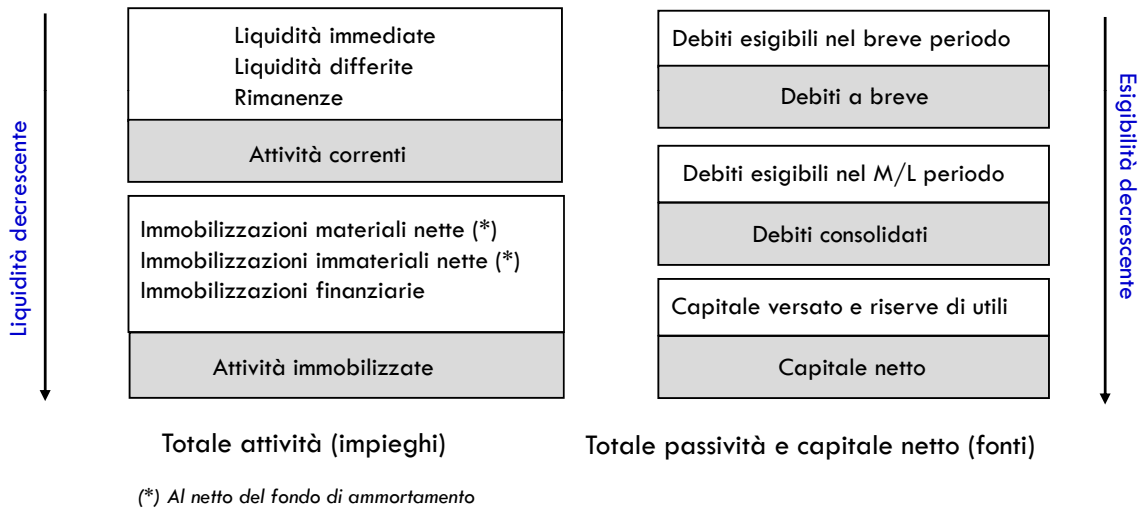 Liquidità decrescente
Liquidità immediate
Liquidità differite
Rimanenze
Attività correnti
Immobilizzazioni materiali nette (*)
Immobilizzazioni immateriali nette (*)
Immobilizzazioni finanziarie
Attività immobilizzate
Totale attività (impieghi)
(*) Al netto del fondo di ammortamento
Debiti esigibili nel breve periodo
Debiti a breve
Debiti esigibili nel M/L periodo
Debiti consolidati
Capitale versato e riserve di utili
Capitale netto
Totale passività e capitale netto (fonti)
Esigibilità decrescente